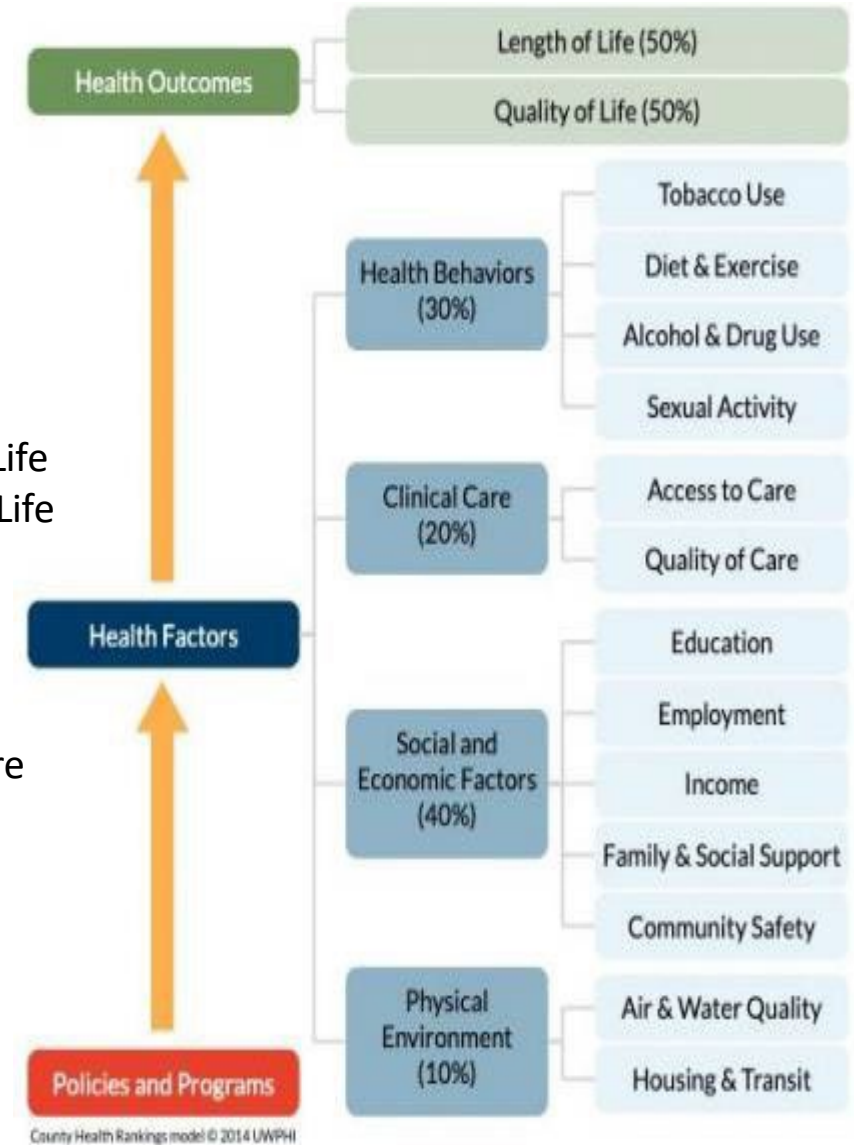 Health Outcomes
Length of Life (50%)
Quality of Life (50%)
Life
Life
Health Factors
re
Health Behaviors
(30%)
Tobacco Use
Diet & Exercise
Alcohol & Drug Use
Sexual Activity
Clinical Care
(20%)
Access to Care
Quality of Care
Social and
Economic Factors
(40%)
Education
Employment
Income
Family & Social Support
Community Safety
Physical
Environment
(10%)
Air & Water Quality
Housing & Transit
Policies and Programs
County Health Rankings model © 2014 UWPHI